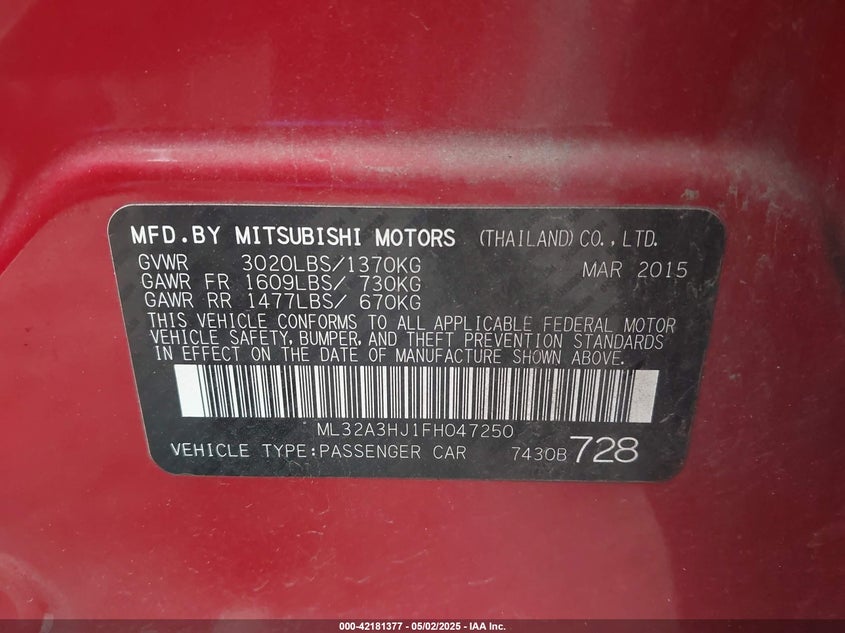 MFD.BY MITSUBISHI MOTORS (THAILAND)CO.,LTD.
GVWR 3020LBS/1370KG MAR 2015
GAWR FR 1609LBS/ 730KG
GAWR RR 1477LBS/ 670KG
THIS VEHICLE CONFORMS TO ALL APPLICABLE FEDERAL MOTOR
VEHICLE SAFETY, BUMPER, AND THEFT PREVENTION STANDARDS
IN EFFECT ON THE DATE OF MANUFACTURE SHOWN ABOVE.
ML32A3HJ1FH047250
VEHICLE TYPE:PASSENGER CAR 7430B 728
000-42181377 - 05/02/2025 - IAA Inc.